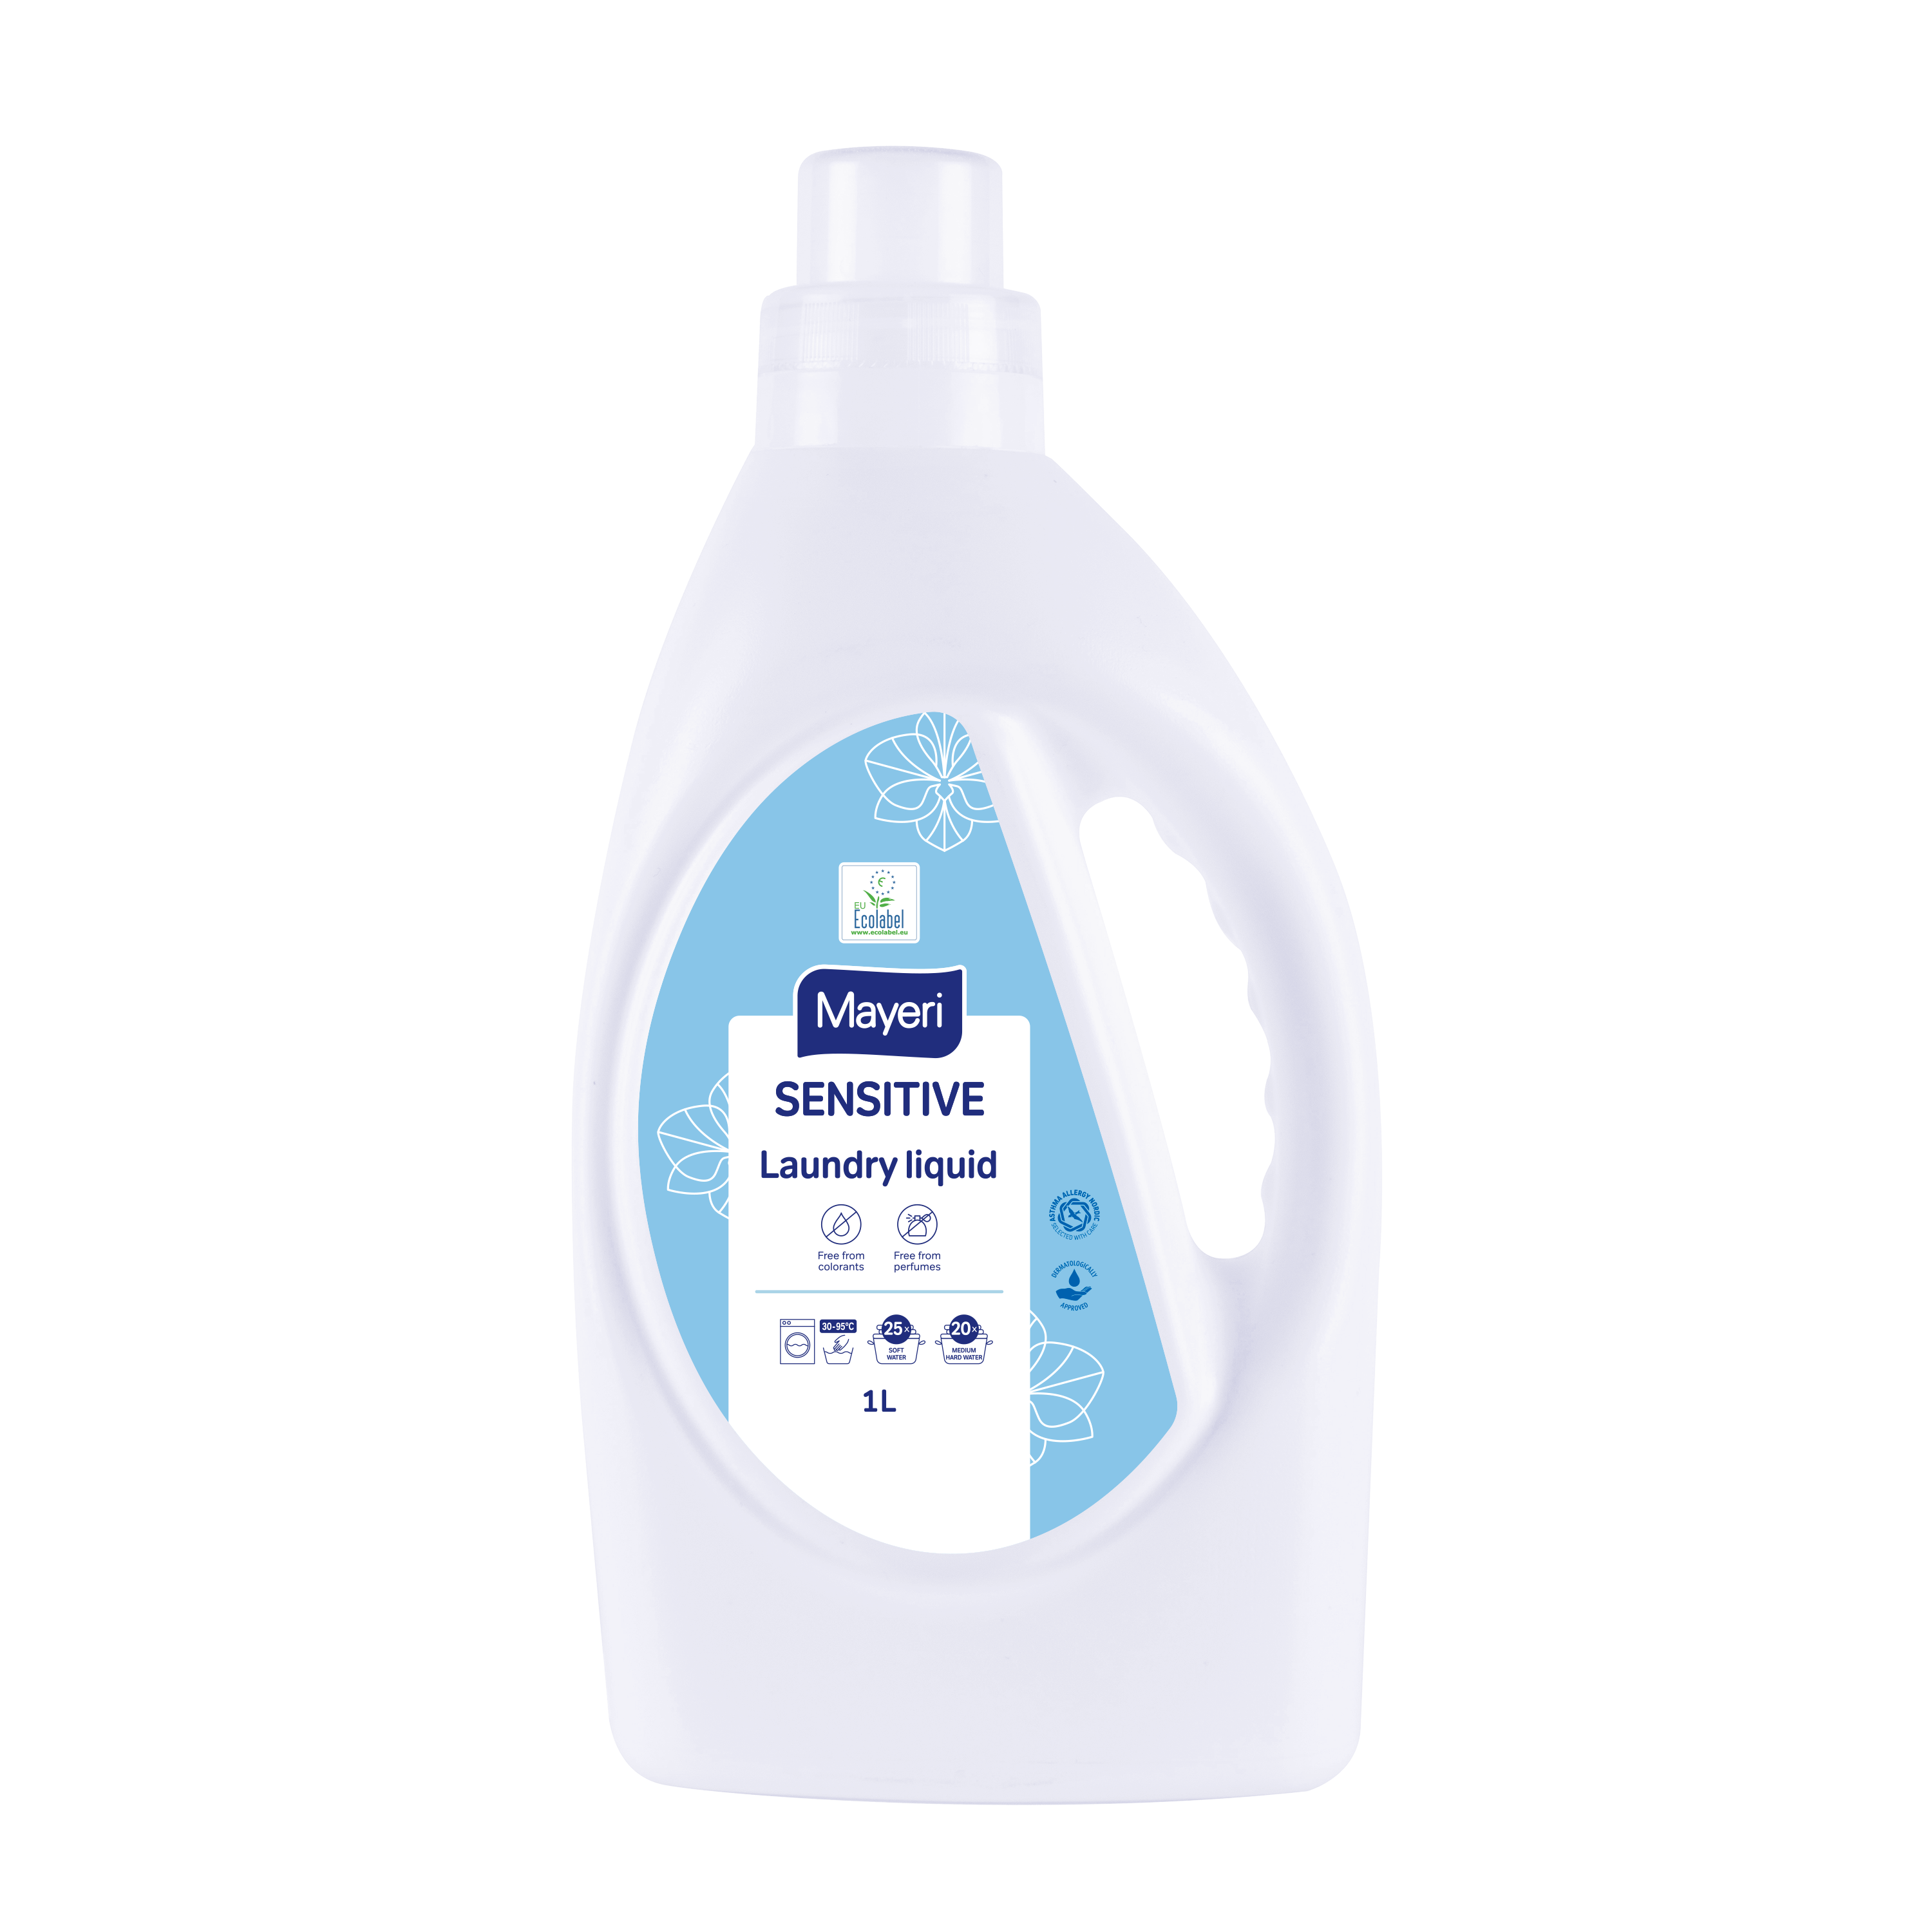 EU
Ecolabel
www.ecolabel.eu
Mayeri
SENSITIVE
Laundry liquid
Free from
colorants
Free from
perfumes
ASTHMA ALLERGY NORDIC
SELECTED WITH CARE
DERMATOLOGICALLY
APPROVED
30-95°C
25x
SOFT
WATER
20x
MEDIUM
HARD WATER
1L